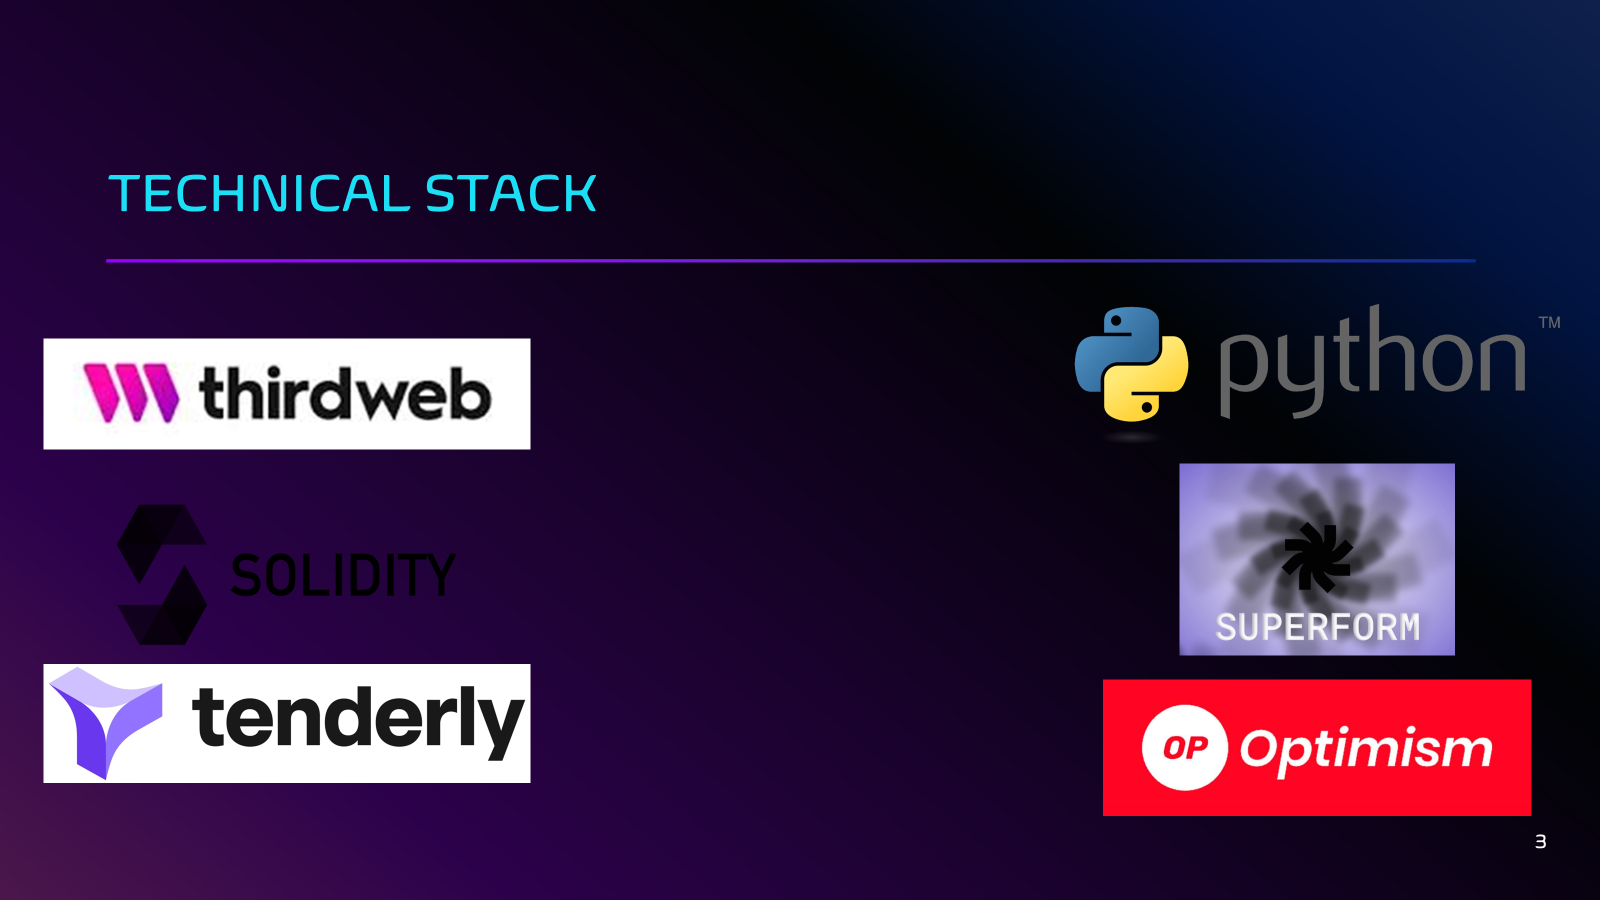 TECHNICAL STACK
thirdweb
SOLIDITY
tenderly
python™
SUPERFORM
OP Optimism
3